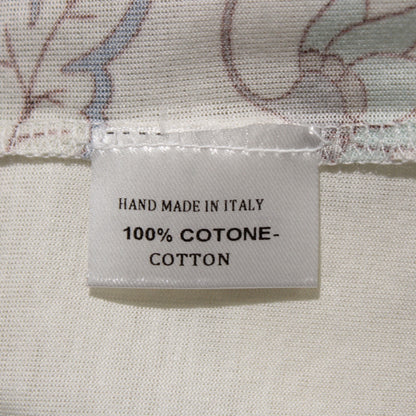 HAND MADE IN ITALY
100% COTONE-
COTTON